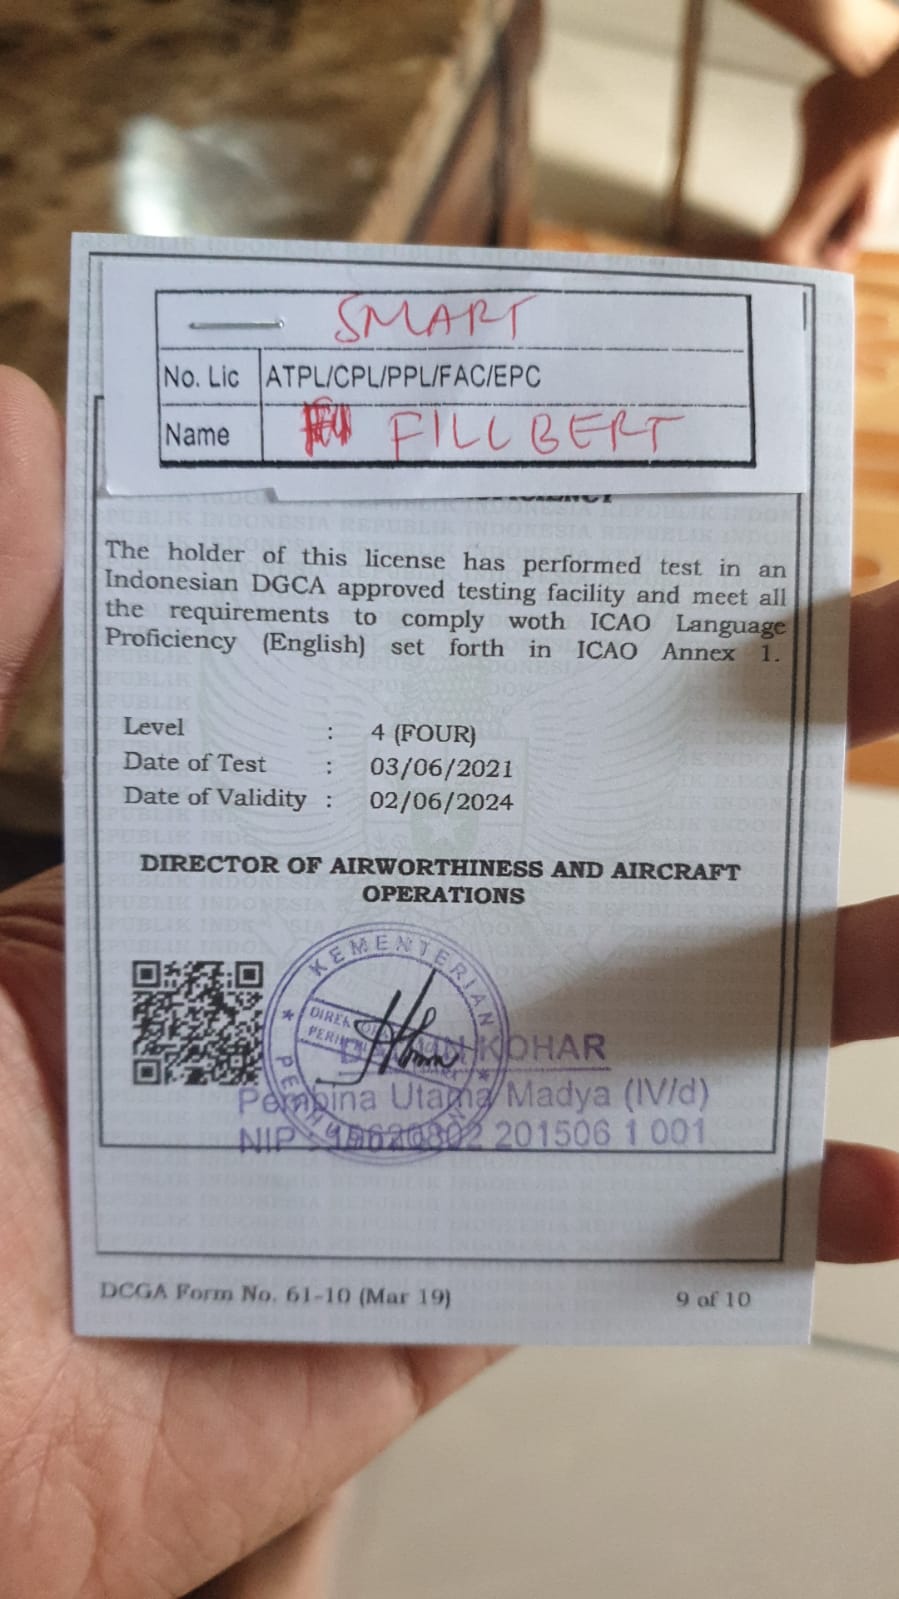 SMART
No. Lic ATPL/CPL/PPL/FAC/EPC
Name FILLBERT
The holder of this license has performed test in an
Indonesian DGCA approved testing facility and meet all
the requirements to comply woth ICAO Language
Proficiency (English) set forth in ICAO Annex 1.
Level : 4 (FOUR)
Date of Test : 03/06/2021
Date of Validity : 02/06/2024
DIRECTOR OF AIRWORTHINESS AND AIRCRAFT
OPERATIONS
KEMENTERIAN
KOHAR
Pembina Utama Madya (IV/d)
NIP 19620802 201506 1 001
DCGA Form No. 61-10 (Mar 19)
9 of 10